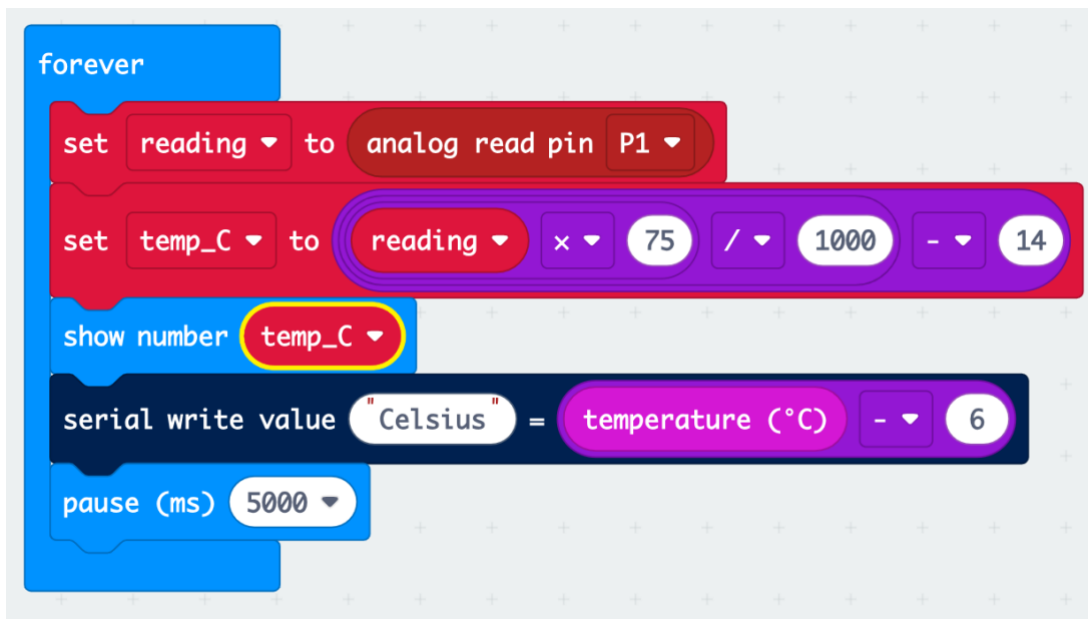 forever
set reading to analog read pin P1
set temp_C to reading × 75 / 1000 - 14
show number temp_C
serial write value "Celsius" = temperature (°C) - 6
pause (ms) 5000